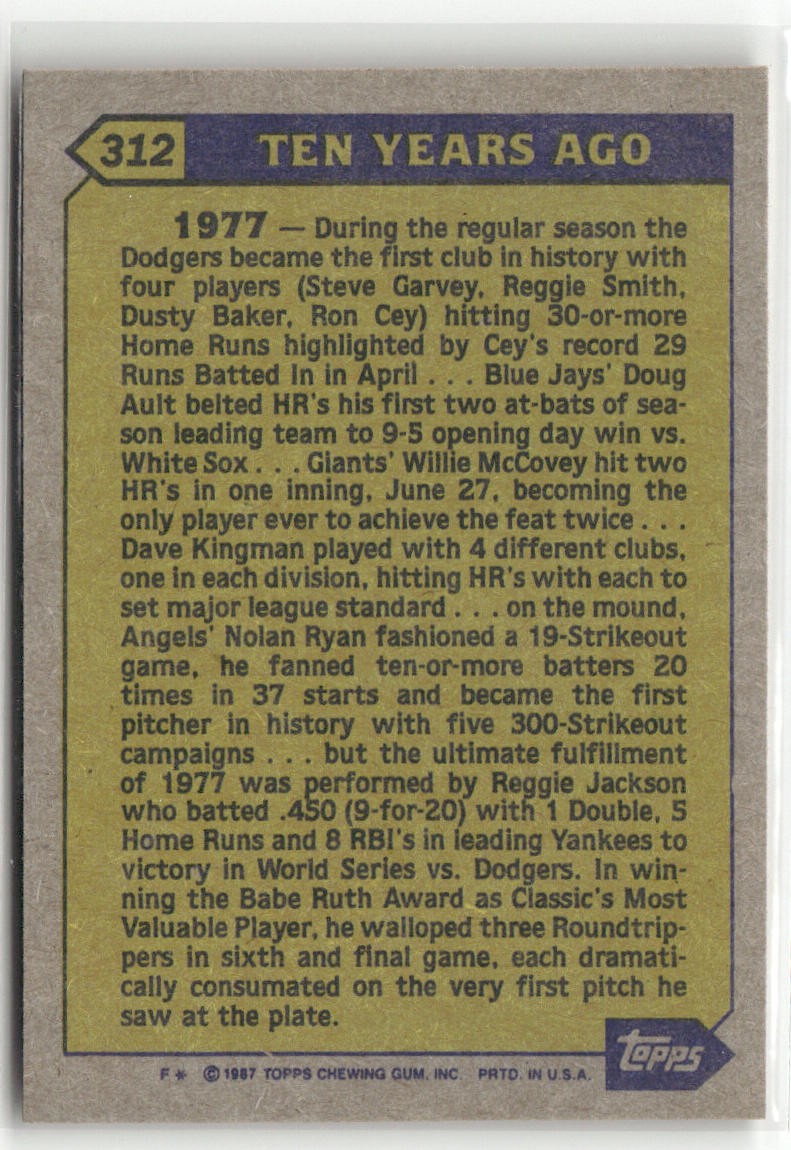 312 TEN YEARS AGO
1977 — During the regular season the
Dodgers became the first club in history with
four players (Steve Garvey, Reggie Smith,
Dusty Baker, Ron Cey) hitting 30-or-more
Home Runs highlighted by Cey's record 29
Runs Batted In in April . . . Blue Jays' Doug
Ault belted HR's his first two at-bats of sea-
son leading team to 9-5 opening day win vs.
White Sox . . . Giants' Willie McCovey hit two
HR's in one inning, June 27, becoming the
only player ever to achieve the feat twice . . .
Dave Kingman played with 4 different clubs,
one in each division, hitting HR's with each to
set major league standard . . . on the mound,
Angels' Nolan Ryan fashioned a 19-Strikeout
game, he fanned ten-or-more batters 20
times in 37 starts and became the first
pitcher in history with five 300-Strikeout
campaigns . . . but the ultimate fulfillment
of 1977 was performed by Reggie Jackson
who batted .450 (9-for-20) with 1 Double, 5
Home Runs and 8 RBI's in leading Yankees to
victory in World Series vs. Dodgers. In win-
ning the Babe Ruth Award as Classic's Most
Valuable Player, he walloped three Roundtrip-
pers in sixth and final game, each dramati-
cally consumated on the very first pitch he
saw at the plate.
topps
F * © 1987 TOPPS CHEWING GUM, INC. PRTD. IN U.S.A.